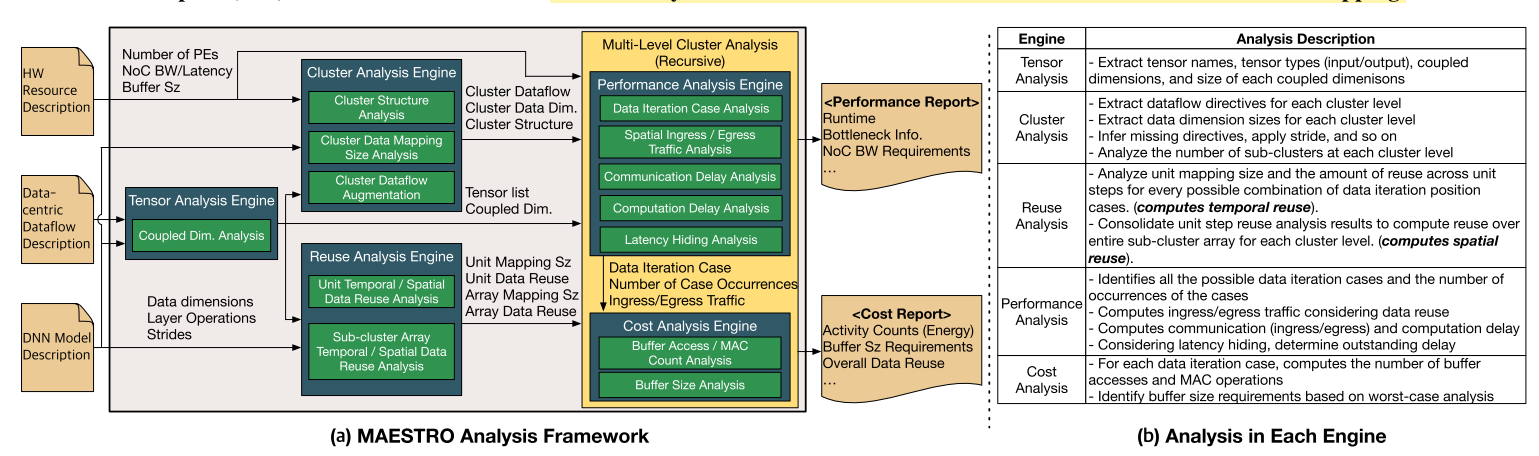 mapping.
HW
Resource
Description
Data-
centric
Dataflow
Description
DNN Model
Description
Number of PEs
NoC BW/Latency
Buffer Sz
Tensor Analysis Engine
Coupled Dim. Analysis
Data dimensions
Layer Operations
Strides
Cluster Analysis Engine
Cluster Structure
Analysis
Cluster Data Mapping
Size Analysis
Cluster Dataflow
Augmentation
Reuse Analysis Engine
Unit Temporal / Spatial
Data Reuse Analysis
Sub-cluster Array
Temporal / Spatial Data
Reuse Analysis
Cluster Dataflow
Cluster Data Dim.
Cluster Structure
Tensor list
Coupled Dim.
Unit Mapping Sz
Unit Data Reuse
Array Mapping Sz
Array Data Reuse
Multi-Level Cluster Analysis
(Recursive)
Performance Analysis Engine
Data Iteration Case Analysis
Spatial Ingress / Egress
Traffic Analysis
Communication Delay Analysis
Computation Delay Analysis
Latency Hiding Analysis
Data Iteration Case
Number of Case Occurrences
Ingress/Egress Traffic
Cost Analysis Engine
Buffer Access / MAC
Count Analysis
Buffer Size Analysis
<Performance Report>
Runtime
Bottleneck Info.
NoC BW Requirements
...
<Cost Report>
Activity Counts (Energy)
Buffer Sz Requirements
Overall Data Reuse
...
(a) MAESTRO Analysis Framework
Engine
Analysis Description
Tensor
Analysis
- Extract tensor names, tensor types (input/output), coupled
dimensions, and size of each coupled dimenisons
Cluster
Analysis
- Extract dataflow directives for each cluster level
- Extract data dimension sizes for each cluster level
- Infer missing directives, apply stride, and so on
- Analyze the number of sub-clusters at each cluster level
Reuse
Analysis
- Analyze unit mapping size and the amount of reuse across unit
steps for every possible combination of data iteration position
cases. (computes temporal reuse).
- Consolidate unit step reuse analysis results to compute reuse over
entire sub-cluster array for each cluster level. (computes spatial
reuse).
Performance
Analysis
- Identifies all the possible data iteration cases and the number of
occurrences of the cases
- Computes ingress/egress traffic considering data reuse
- Computes communication (ingress/egress) and computation delay
- Considering latency hiding, determine outstanding delay
Cost
Analysis
- For each data iteration case, computes the number of buffer
accesses and MAC operations
- Identify buffer size requirements based on worst-case analysis
(b) Analysis in Each Engine